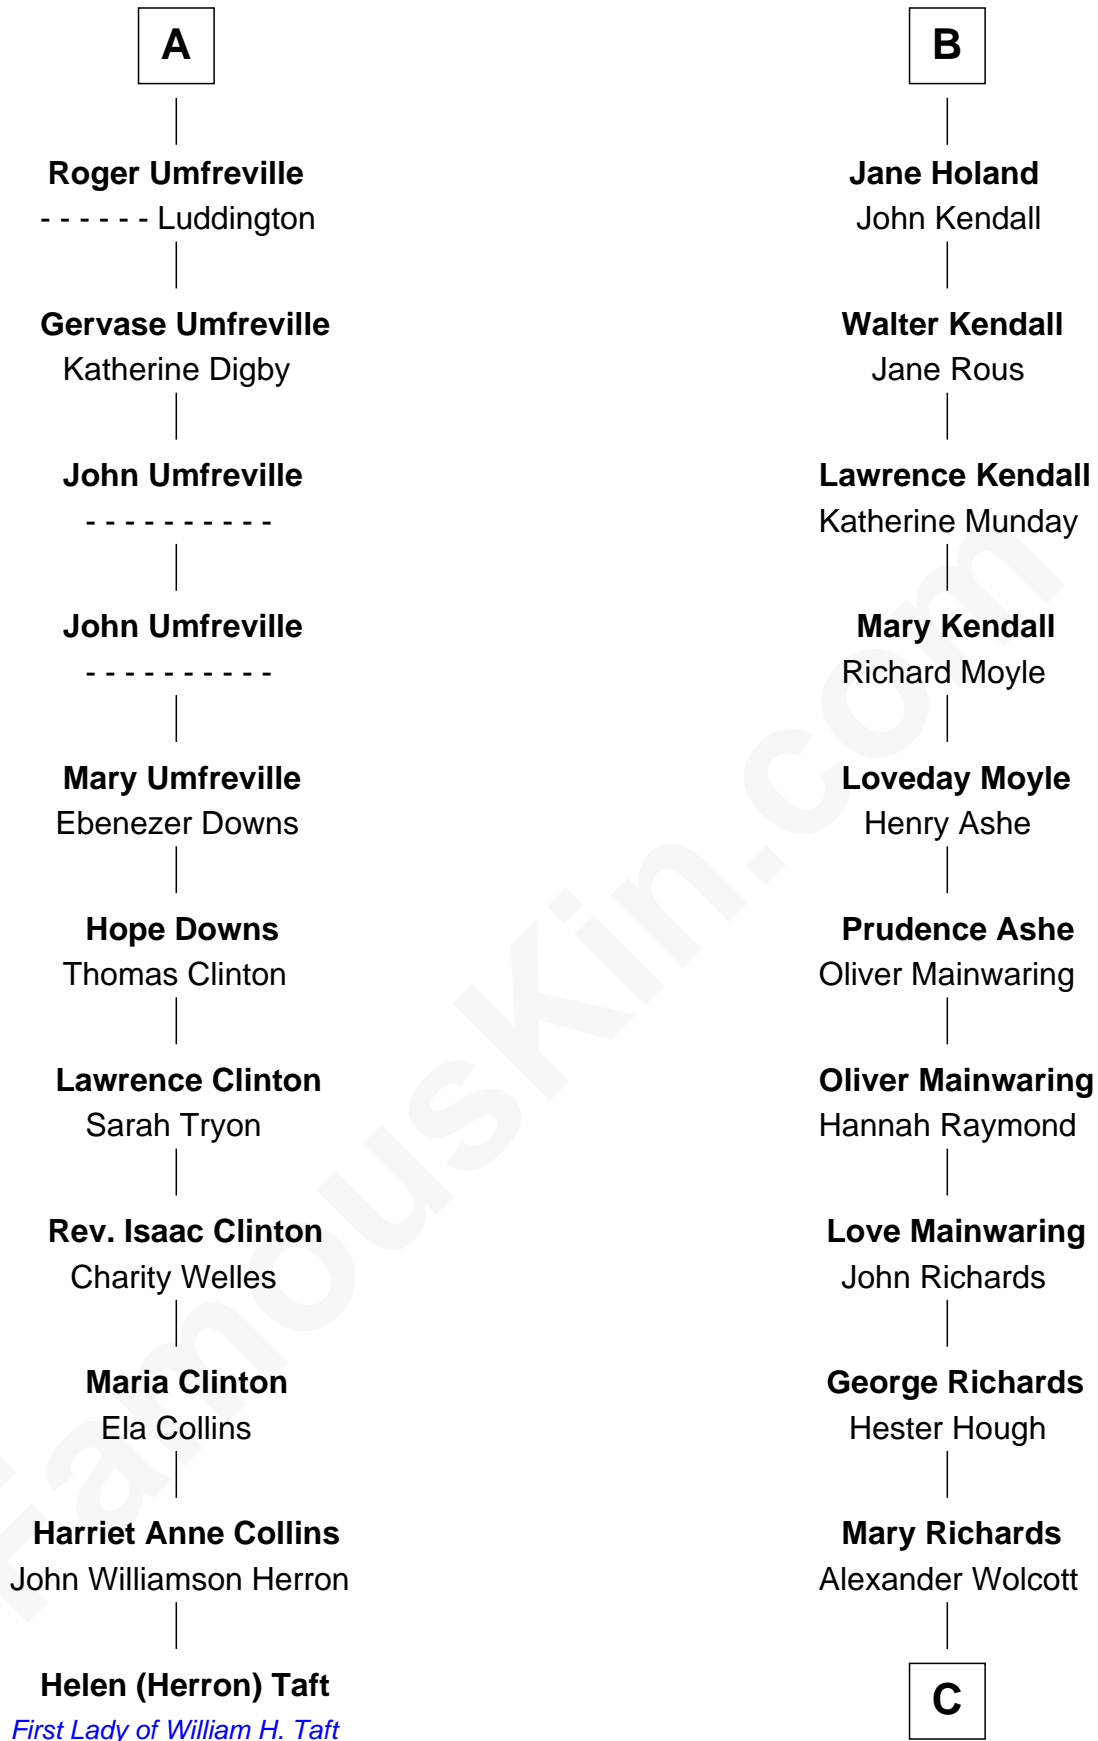 A
Roger Umfreville
- - - - - - Luddington
Gervase Umfreville
Katherine Digby
John Umfreville
- - - - - - - - - -
John Umfreville
- - - - - - - - - -
Mary Umfreville
Ebenezer Downs
Hope Downs
Thomas Clinton
Lawrence Clinton
Sarah Tryon
Rev. Isaac Clinton
Charity Welles
Maria Clinton
Ela Collins
Harriet Anne Collins
John Williamson Herron
Helen (Herron) Taft
First Lady of William H. Taft
B
Jane Holand
John Kendall
Walter Kendall
Jane Rous
Lawrence Kendall
Katherine Munday
Mary Kendall
Richard Moyle
Loveday Moyle
Henry Ashe
Prudence Ashe
Oliver Mainwaring
Oliver Mainwaring
Hannah Raymond
Love Mainwaring
John Richards
George Richards
Hester Hough
Mary Richards
Alexander Wolcott
C
FamousKin.com